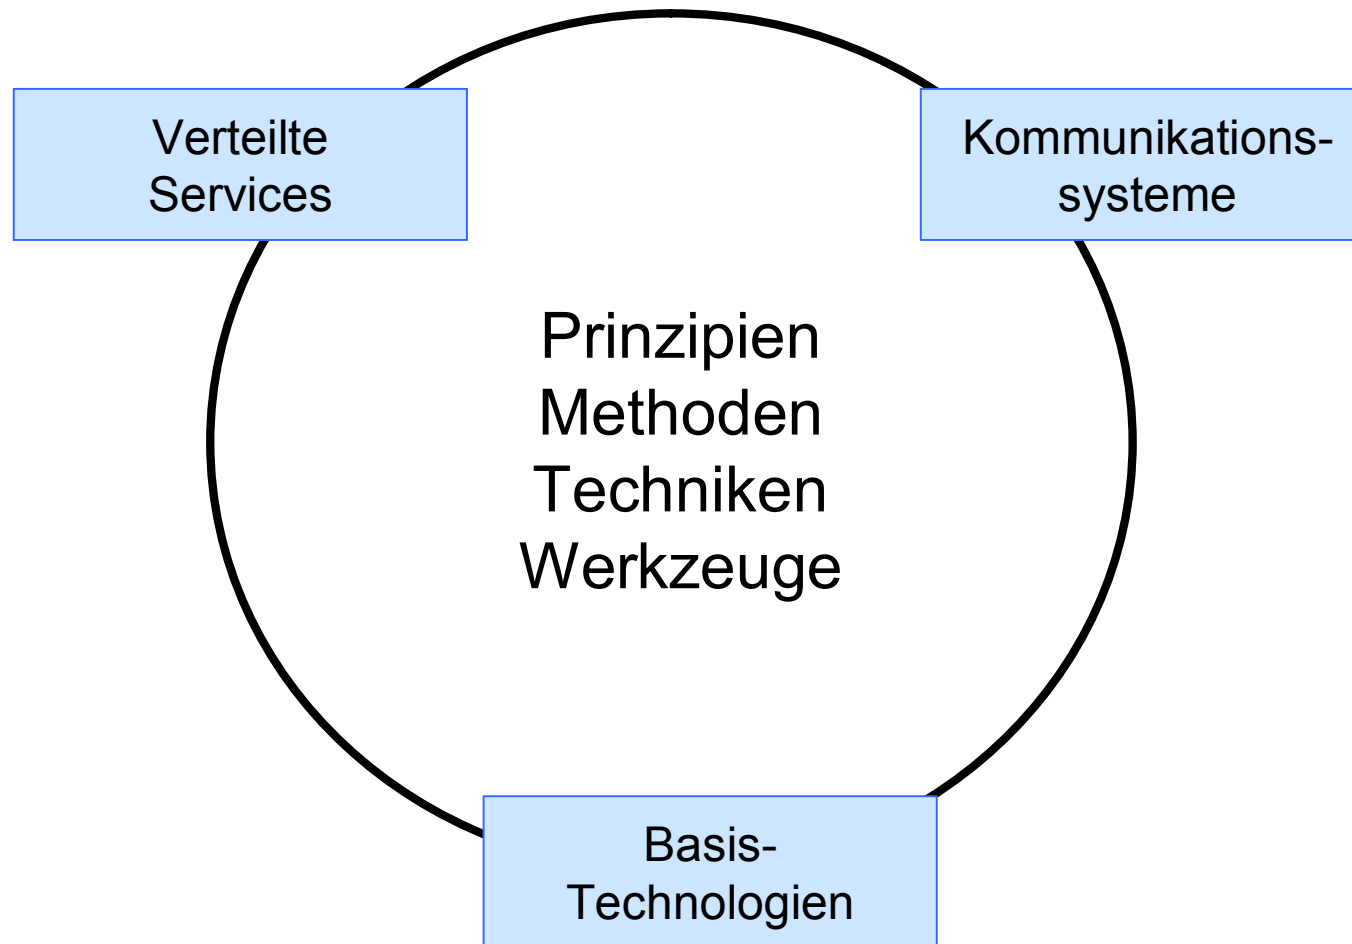 Verteilte
Services
Kommunikations-
systeme
Prinzipien
Methoden
Techniken
Werkzeuge
Basis-
Technologien